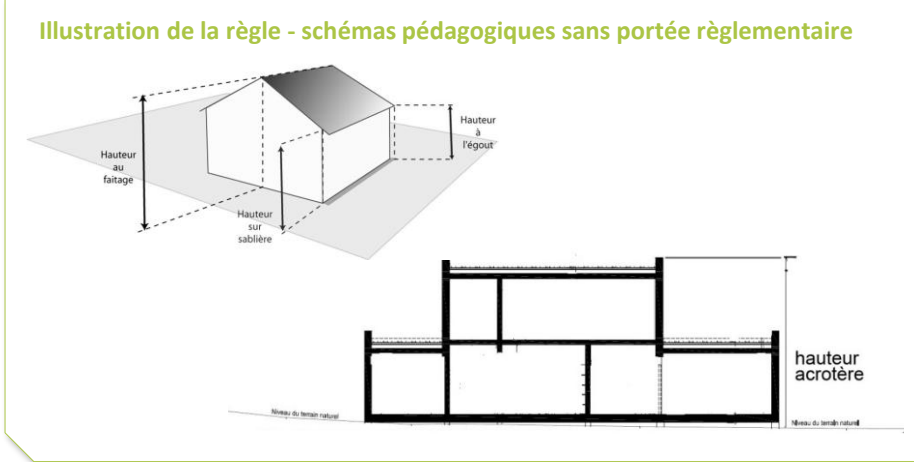 Illustration de la règle - schémas pédagogiques sans portée règlementaire
Hauteur
au
faitage
Hauteur
sur
sablière
Hauteur
à
l'égout
hauteur
acrotère
Niveau du terrain naturel
Niveau du terrain naturell